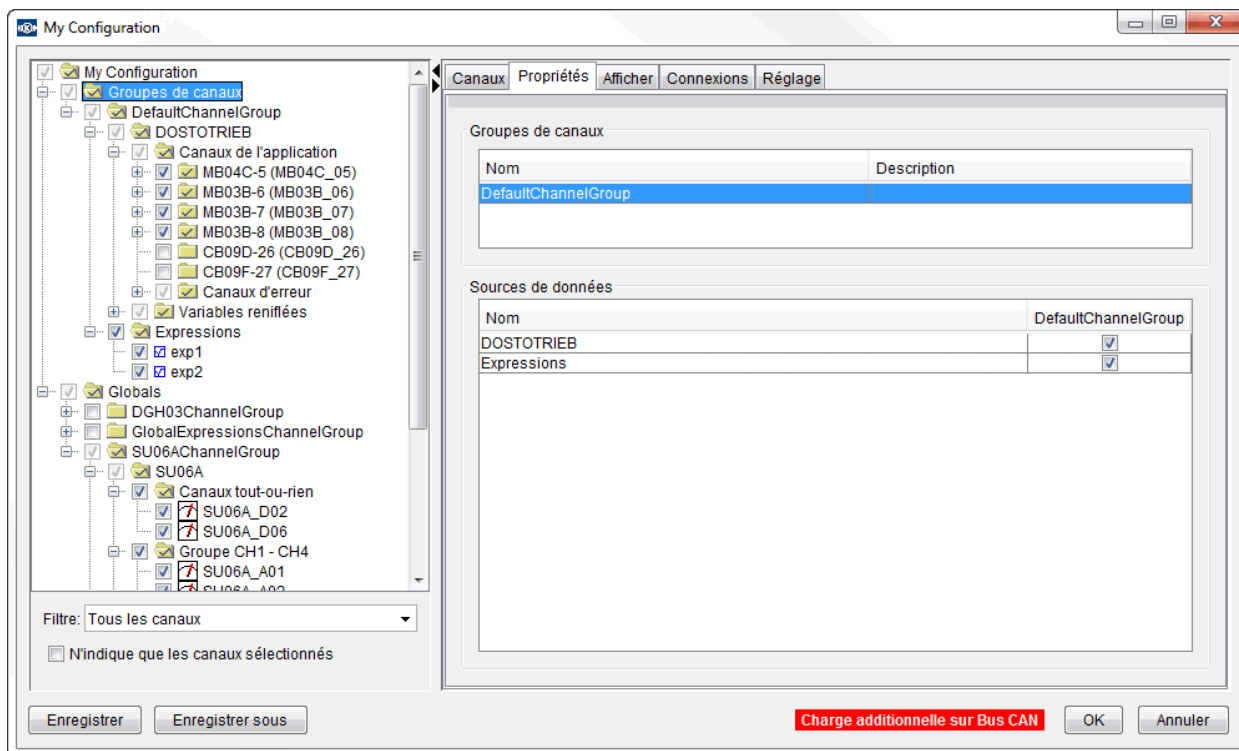 My Configuration
My Configuration
Groupes de canaux
DefaultChannelGroup
DOSTOTRIEB
Canaux de l'application
MB04C-5 (MB04C_05)
MB03B-6 (MB03B_06)
MB03B-7 (MB03B_07)
MB03B-8 (MB03B_08)
CB09D-26 (CB09D_26)
CB09F-27 (CB09F_27)
Canaux d'erreur
Variables reniflées
Expressions
exp1
exp2
Globals
DGH03ChannelGroup
GlobalExpressionsChannelGroup
SU06AChannelGroup
SU06A
Canaux tout-ou-rien
SU06A_D02
SU06A_D06
Groupe CH1 - CH4
SU06A_A01
SU06A_A02
Filtre: Tous les canaux
N'indique que les canaux sélectionnés
Canaux Propriétés Afficher Connexions Réglage
Groupes de canaux
Nom Description
DefaultChannelGroup
Sources de données
Nom DefaultChannelGroup
DOSTOTRIEB
Expressions
Enregistrer Enregistrer sous Charge additionnelle sur Bus CAN OK Annuler